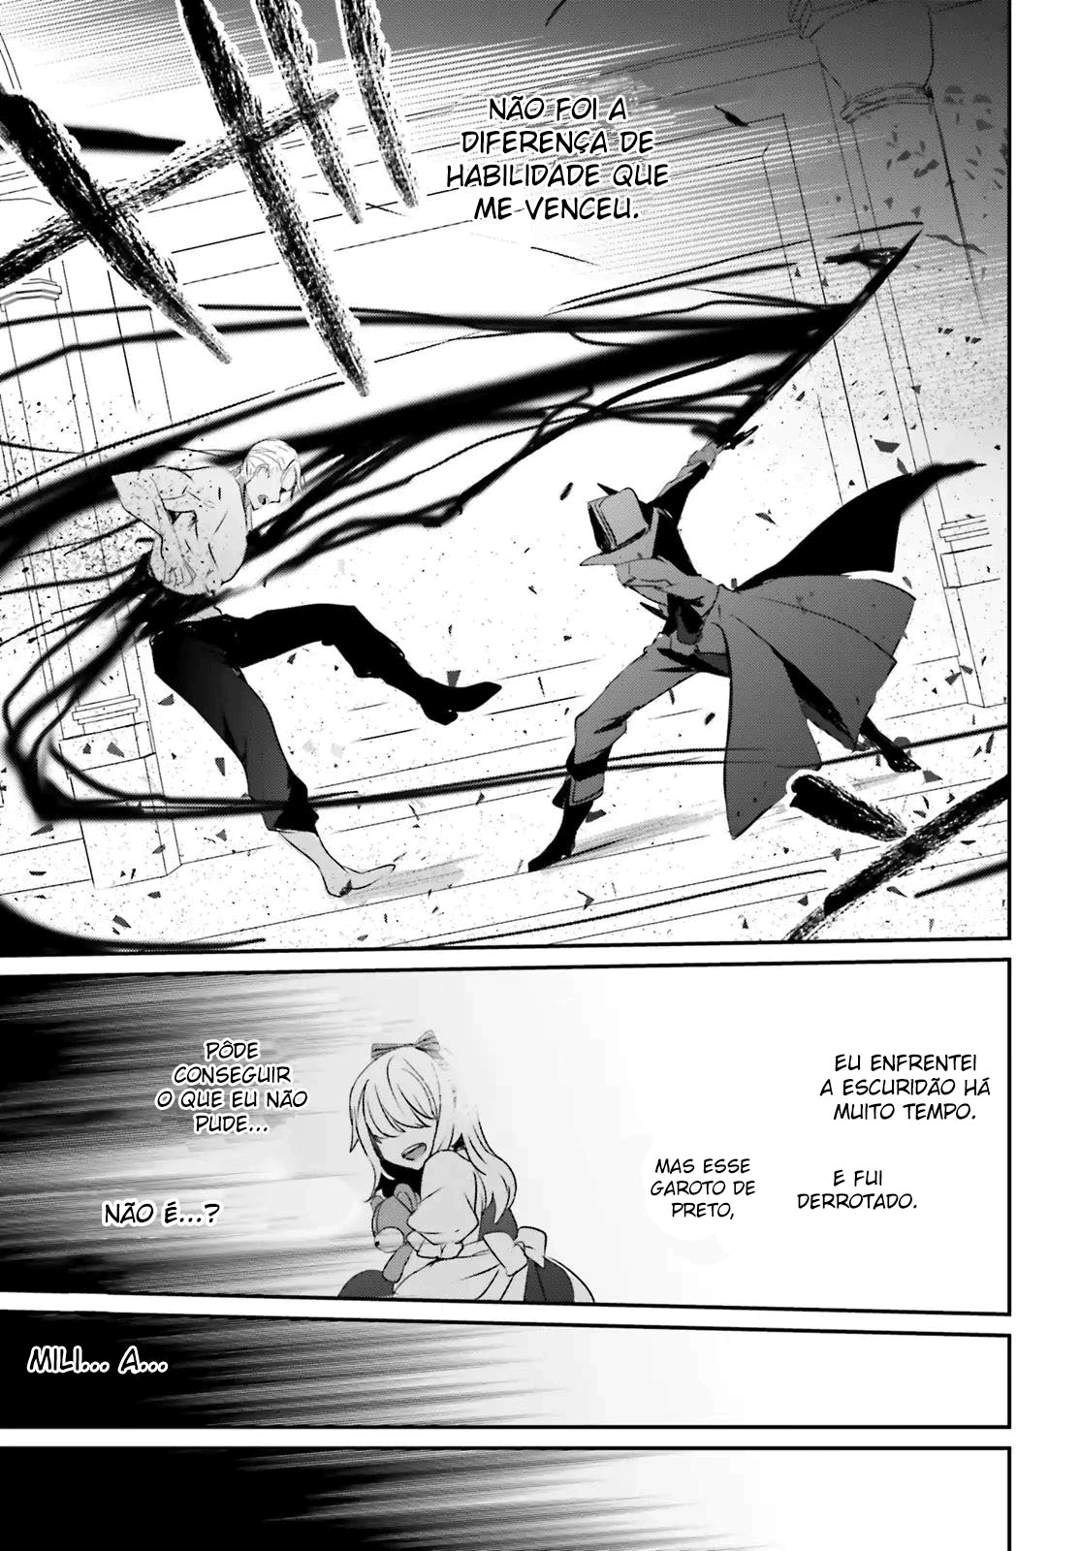 NÃO FOI A
DIFERENÇA DE
HABILIDADE QUE
ME VENCEU.
EU ENFRENTEI
A ESCURIDÃO HÁ
MUITO TEMPO.
E FUI
DERROTADO.
MAS ESSE
GAROTO DE
PRETO,
PÔDE
CONSEGUIR
O QUE EU NÃO
PUDE...
NÃO É...?
MILI... A...